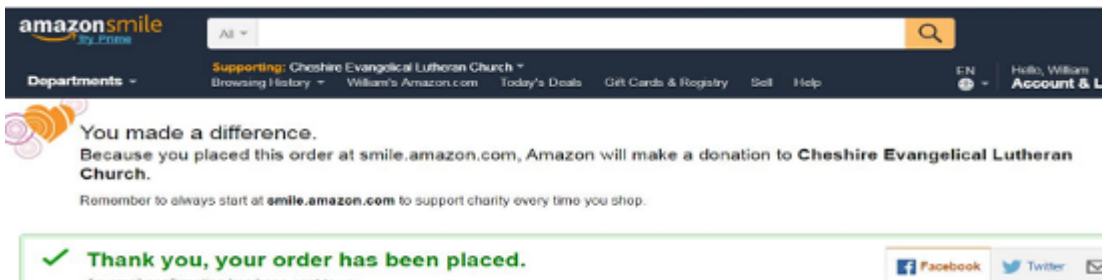 amazonsmile
Try Prime
All
Supporting: Cheshire Evangelical Lutheran Church
Departments
Browsing History William's Amazon.com Today's Deals Gift Cards & Registry Sell Help
EN
Hello, William
Account & L
You made a difference.
Because you placed this order at smile.amazon.com, Amazon will make a donation to Cheshire Evangelical Lutheran
Church.
Remember to always start at smile.amazon.com to support charity every time you shop.
Thank you, your order has been placed.
Facebook Twitter